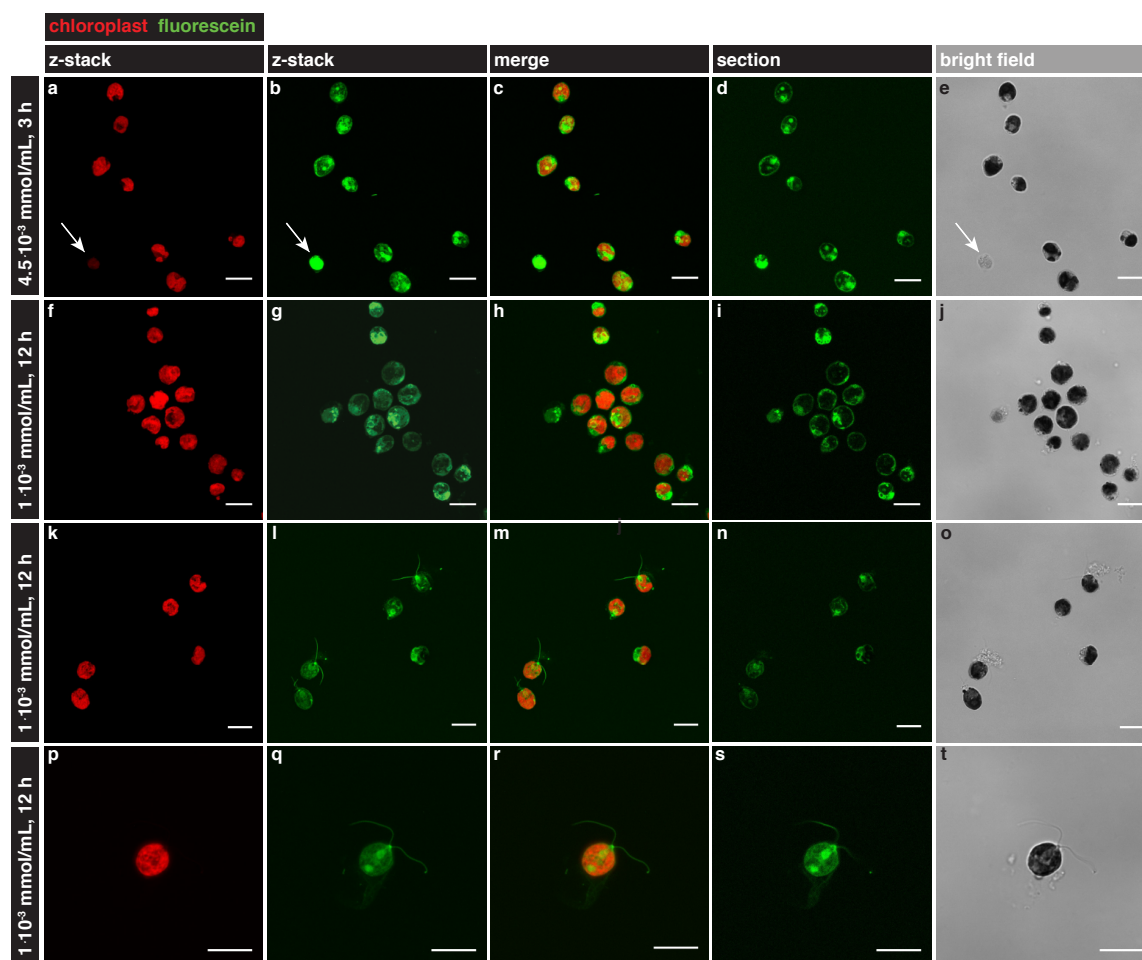 chloroplast fluorescein
z-stack z-stack merge section bright field
4.5·10⁻³ mmol/mL, 3 h
a b c d e
1·10⁻³ mmol/mL, 12 h
f g h i j
j
1·10⁻³ mmol/mL, 12 h
k l m n o
1·10⁻³ mmol/mL, 12 h
p q r s t